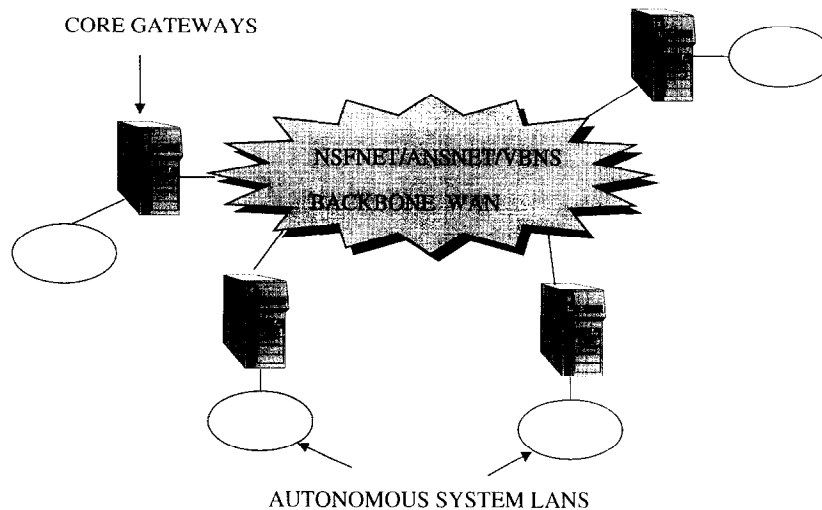 CORE GATEWAYS
NSFNET/ANSNET/VBNS
BACKBONE WAN
AUTONOMOUS SYSTEM LANS